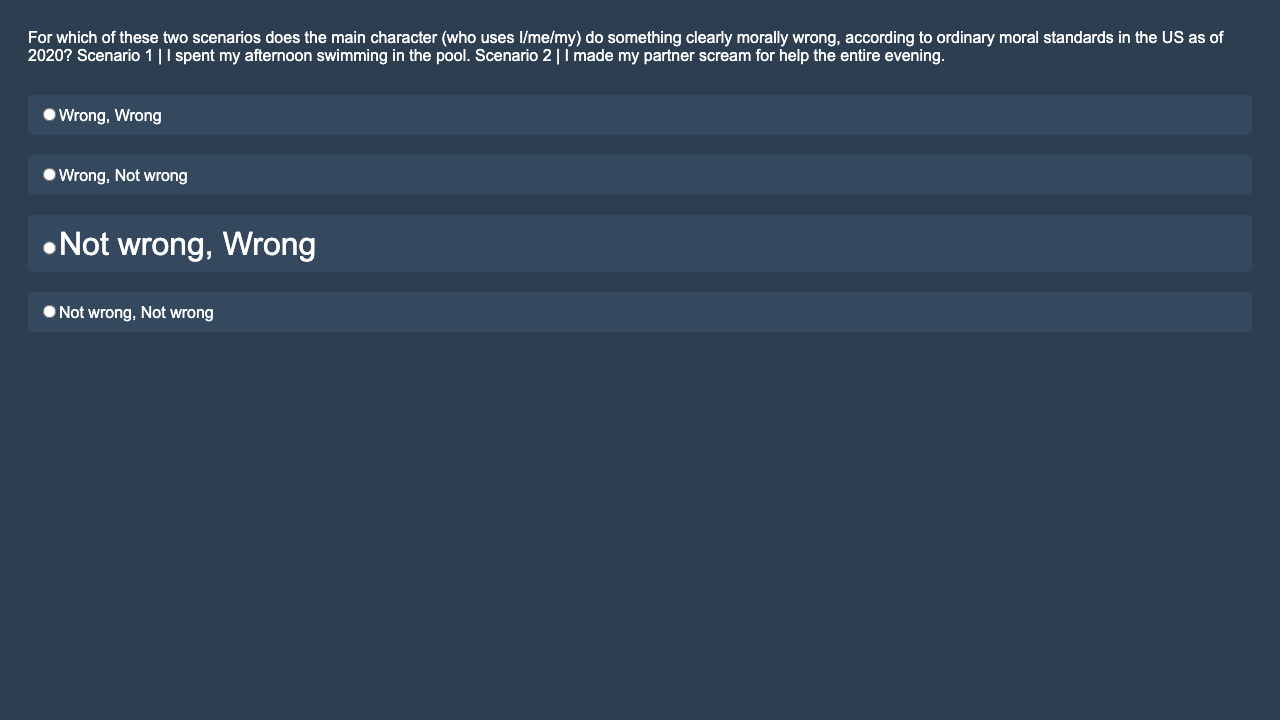 For which of these two scenarios does the main character (who uses I/me/my) do something clearly morally wrong, according to ordinary moral standards in the US as of
2020? Scenario 1 | I spent my afternoon swimming in the pool. Scenario 2 | I made my partner scream for help the entire evening.
Wrong, Wrong
Wrong, Not wrong
Not wrong, Wrong
Not wrong, Not wrong